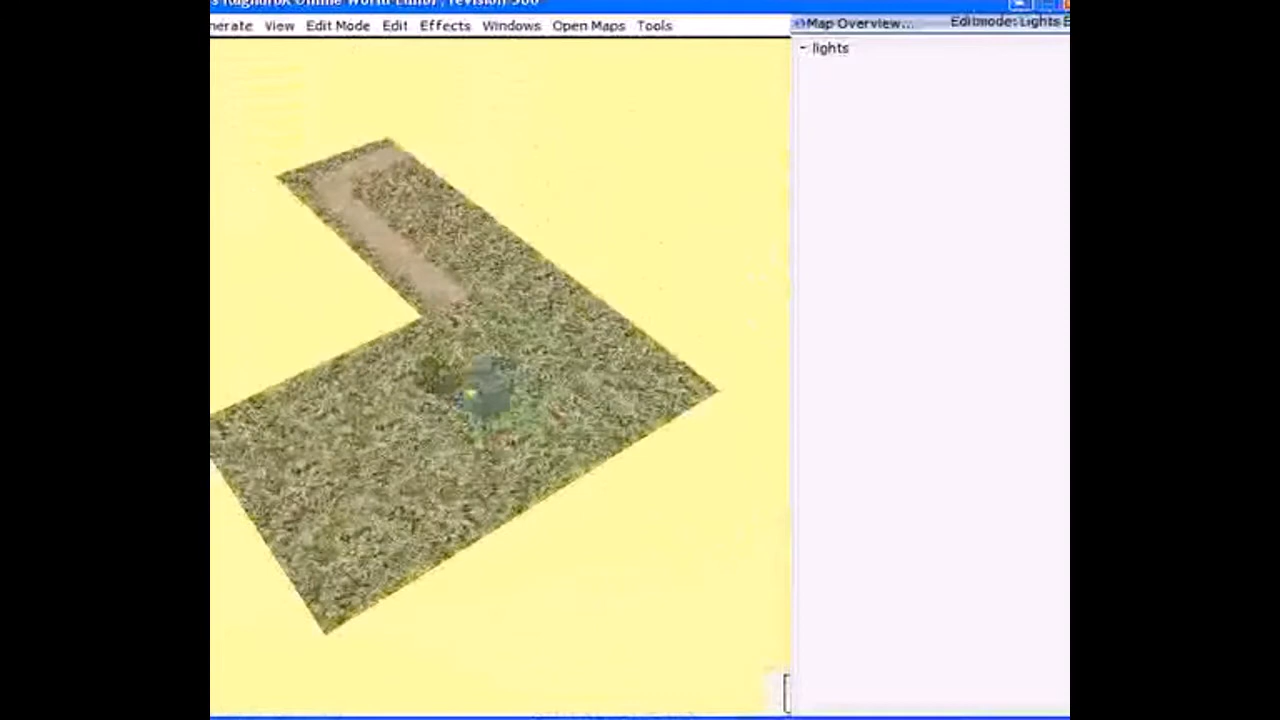 s Ragnarok Online World Editor, revision 586
nerate View Edit Mode Edit Effects Windows Open Maps Tools
Map Overview... Editmode: Lights E
- lights